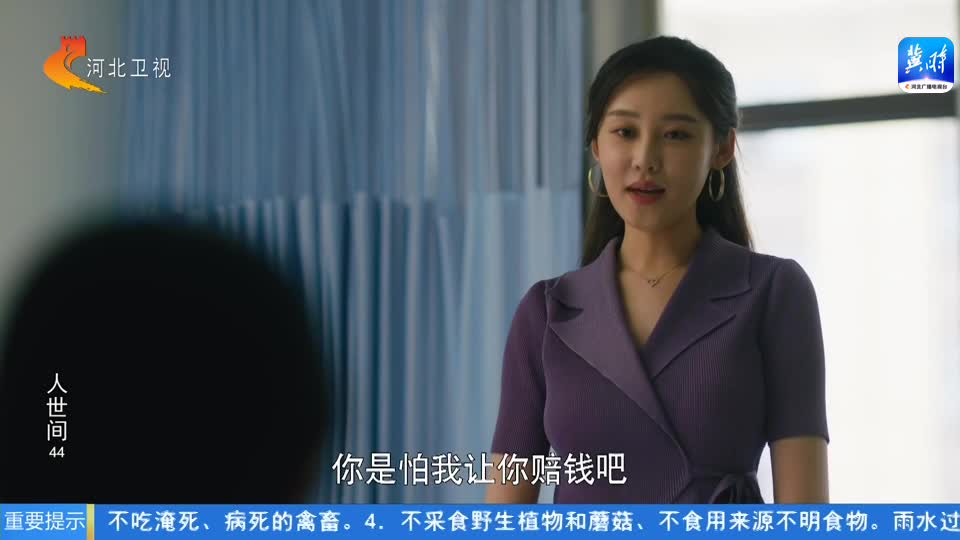 河北卫视
冀时
河北广播电视台
人世间
44
你是怕我让你赔钱吧
重要提示
不吃淹死、病死的禽畜。4．不采食野生植物和蘑菇、不食用来源不明食物。雨水过